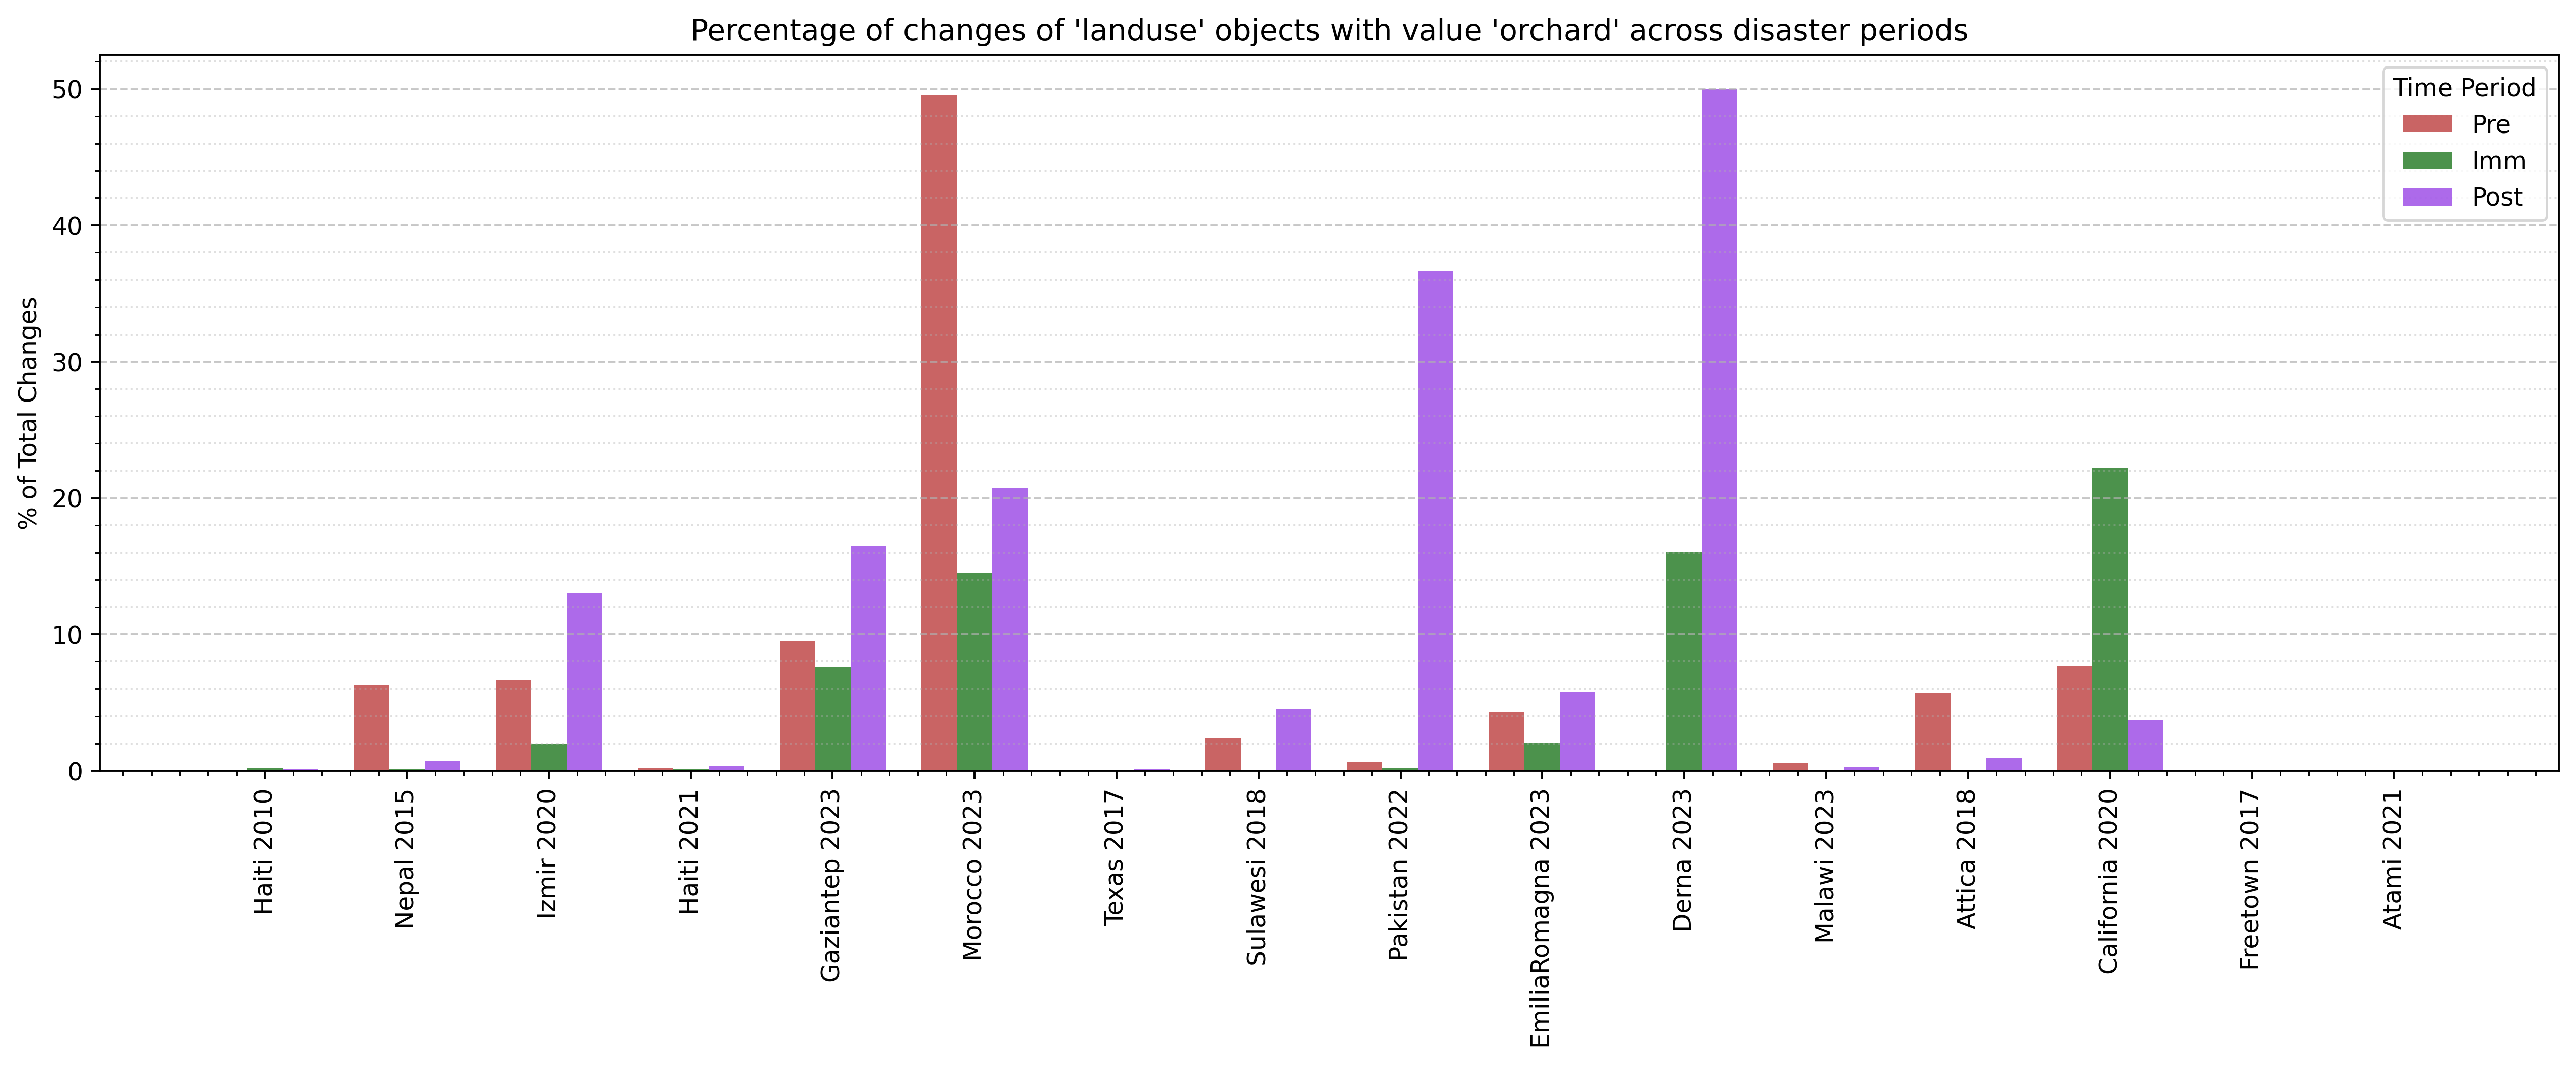 Percentage of changes of 'landuse' objects with value 'orchard' across disaster periods
% of Total Changes
50
40
30
20
10
0
Time Period
Pre
Imm
Post
Haiti 2010
Nepal 2015
Izmir 2020
Haiti 2021
Gaziantep 2023
Morocco 2023
Texas 2017
Sulawesi 2018
Pakistan 2022
EmiliaRomagna 2023
Derna 2023
Malawi 2023
Attica 2018
California 2020
Freetown 2017
Atami 2021